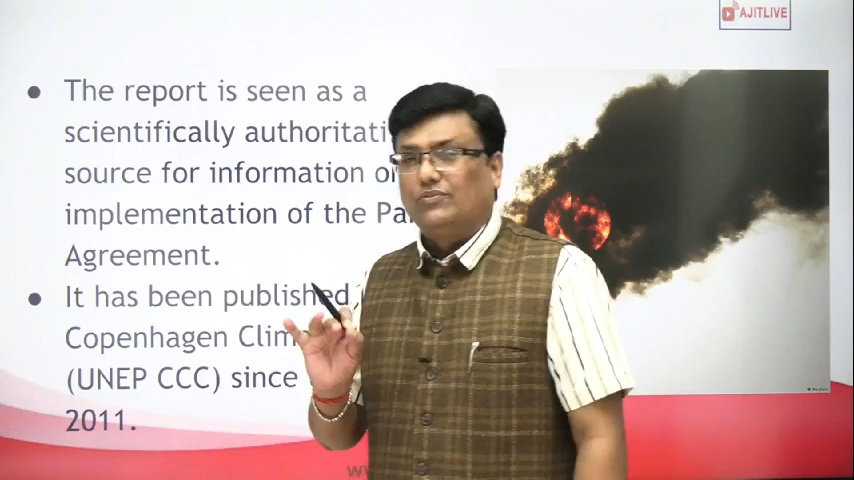 AJITLIVE
● The report is seen as a
scientifically authoritati
source for information o
implementation of the Pa
Agreement.
● It has been published
Copenhagen Clim
(UNEP CCC) since
2011.